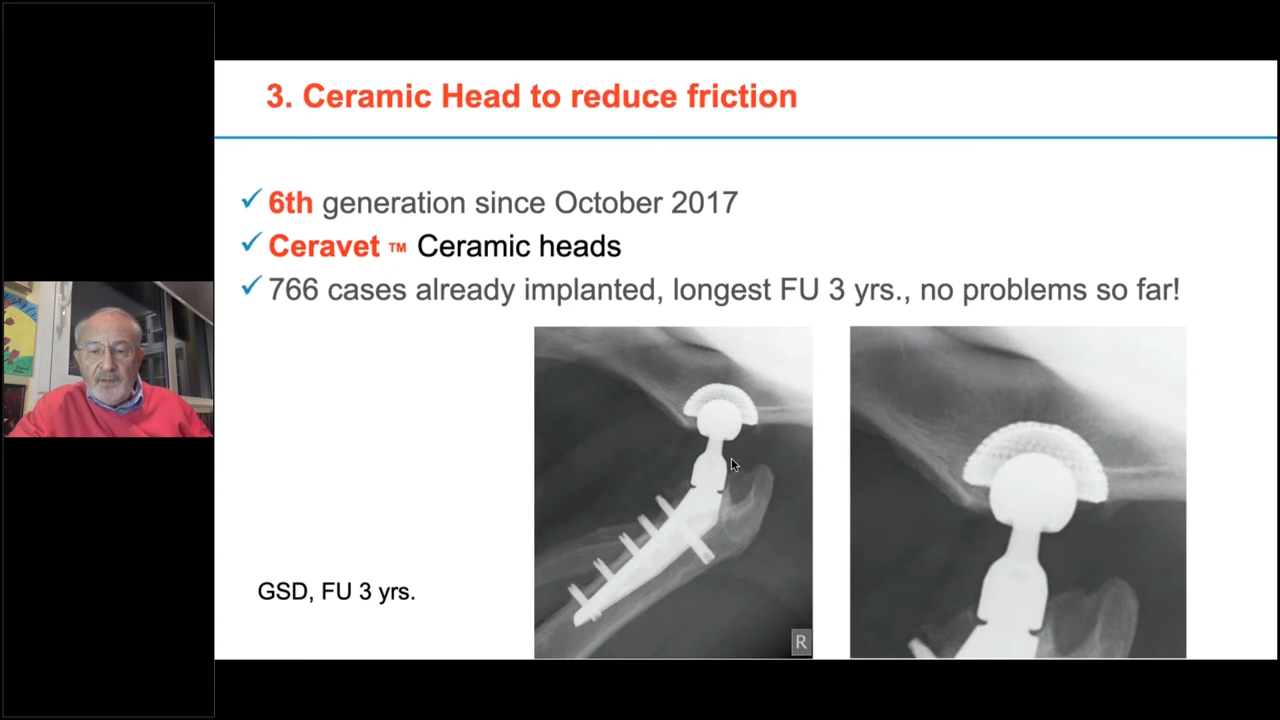 3. Ceramic Head to reduce friction
✓ 6th generation since October 2017
✓ Ceravet ™ Ceramic heads
✓ 766 cases already implanted, longest FU 3 yrs., no problems so far!
GSD, FU 3 yrs.
R